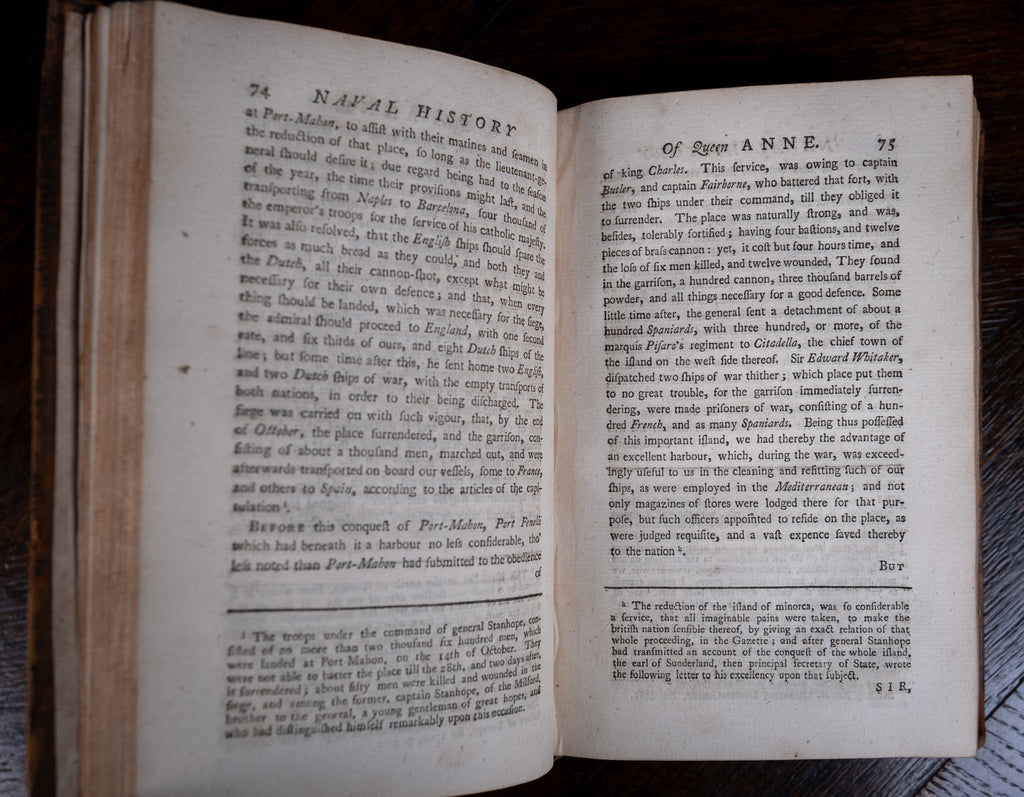 74 NAVAL HISTORY
at Port-Mahon, to aſſiſt with their marines and ſeamen in
the reduction of that place, ſo long as the lieutenant-ge-
neral ſhould deſire it; due regard being had to the ſeaſon
of the year, the time their proviſions might laſt, and the
tranſporting from Naples to Barcelona, four thouſand of
the emperor's troops for the ſervice of his catholic majeſty.
It was alſo reſolved, that the Engliſh ſhips ſhould ſpare the
forces as much bread as they could, and both they and
the Dutch, all their cannon-ſhot, except what might be
neceſſary for their own defence; and that, when every
thing ſhould be landed, which was neceſſary for the ſiege,
the admiral ſhould proceed to England, with one ſecond
rate, and ſix thirds of ours, and eight Dutch ſhips of the
line; but ſome time after this, he ſent home two Engliſh,
and two Dutch ſhips of war, with the empty tranſports of
both nations, in order to their being diſcharged. The
ſiege was carried on with ſuch vigour, that, by the end
of October, the place ſurrendered, and the garriſon, con-
ſiſting of about a thouſand men, marched out, and were
afterwards tranſported on board our veſſels, ſome to France,
and others to Spain, according to the articles of the capi-
tulation i.
BEFORE this conqueſt of Port-Mahon, Port Fenelli
which had beneath it a harbour no leſs conſiderable, tho'
leſs noted than Port-Mahon had ſubmitted to the obedience
of
i The troops under the command of general Stanhope, con-
ſiſted of no more than two thouſand ſix hundred men, which
were landed at Port Mahon, on the 14th of October. They
were not able to batter the place till the 28th, and two days after,
it ſurrendered; about fifty men were killed and wounded in the
ſiege, and among the former, captain Stanhope, of the Milford,
brother to the general, a young gentleman of great hopes, and
who had diſtinguiſhed himſelf remarkably upon this occaſion.
Of Queen ANNE. 75
of king Charles. This ſervice, was owing to captain
Butler, and captain Fairborne, who battered that fort, with
the two ſhips under their command, till they obliged it
to ſurrender. The place was naturally ſtrong, and was,
beſides, tolerably fortified; having four baſtions, and twelve
pieces of braſs cannon: yet, it coſt but four hours time, and
the loſs of ſix men killed, and twelve wounded. They found
in the garriſon, a hundred cannon, three thouſand barrels of
powder, and all things neceſſary for a good defence. Some
little time after, the general ſent a detachment of about a
hundred Spaniards, with three hundred, or more, of the
marquis Piſare's regiment to Citadella, the chief town of
the iſland on the weſt ſide thereof. Sir Edward Whitaker,
diſpatched two ſhips of war thither; which place put them
to no great trouble, for the garriſon immediately ſurren-
dering, were made priſoners of war, conſiſting of a hun-
dred French, and as many Spaniards. Being thus poſſeſſed
of this important iſland, we had thereby the advantage of
an excellent harbour, which, during the war, was exceed-
ingly uſeful to us in the cleaning and refitting ſuch of our
ſhips, as were employed in the Mediterranean; and not
only magazines of ſtores were lodged there for that pur-
poſe, but ſuch officers appointed to reſide on the place, as
were judged requiſite, and a vaſt expence ſaved thereby
to the nation k.
BUT
k The reduction of the iſland of minorca, was ſo conſiderable
a ſervice, that all imaginable pains were taken, to make the
britiſh nation ſenſible thereof, by giving an exact relation of that
whole proceeding, in the Gazette; and after general Stanhope
had tranſmitted an account of the conqueſt of the whole iſland,
the earl of Sunderland, then principal ſecretary of State, wrote
the following letter to his excellency upon that ſubject.
SIR,